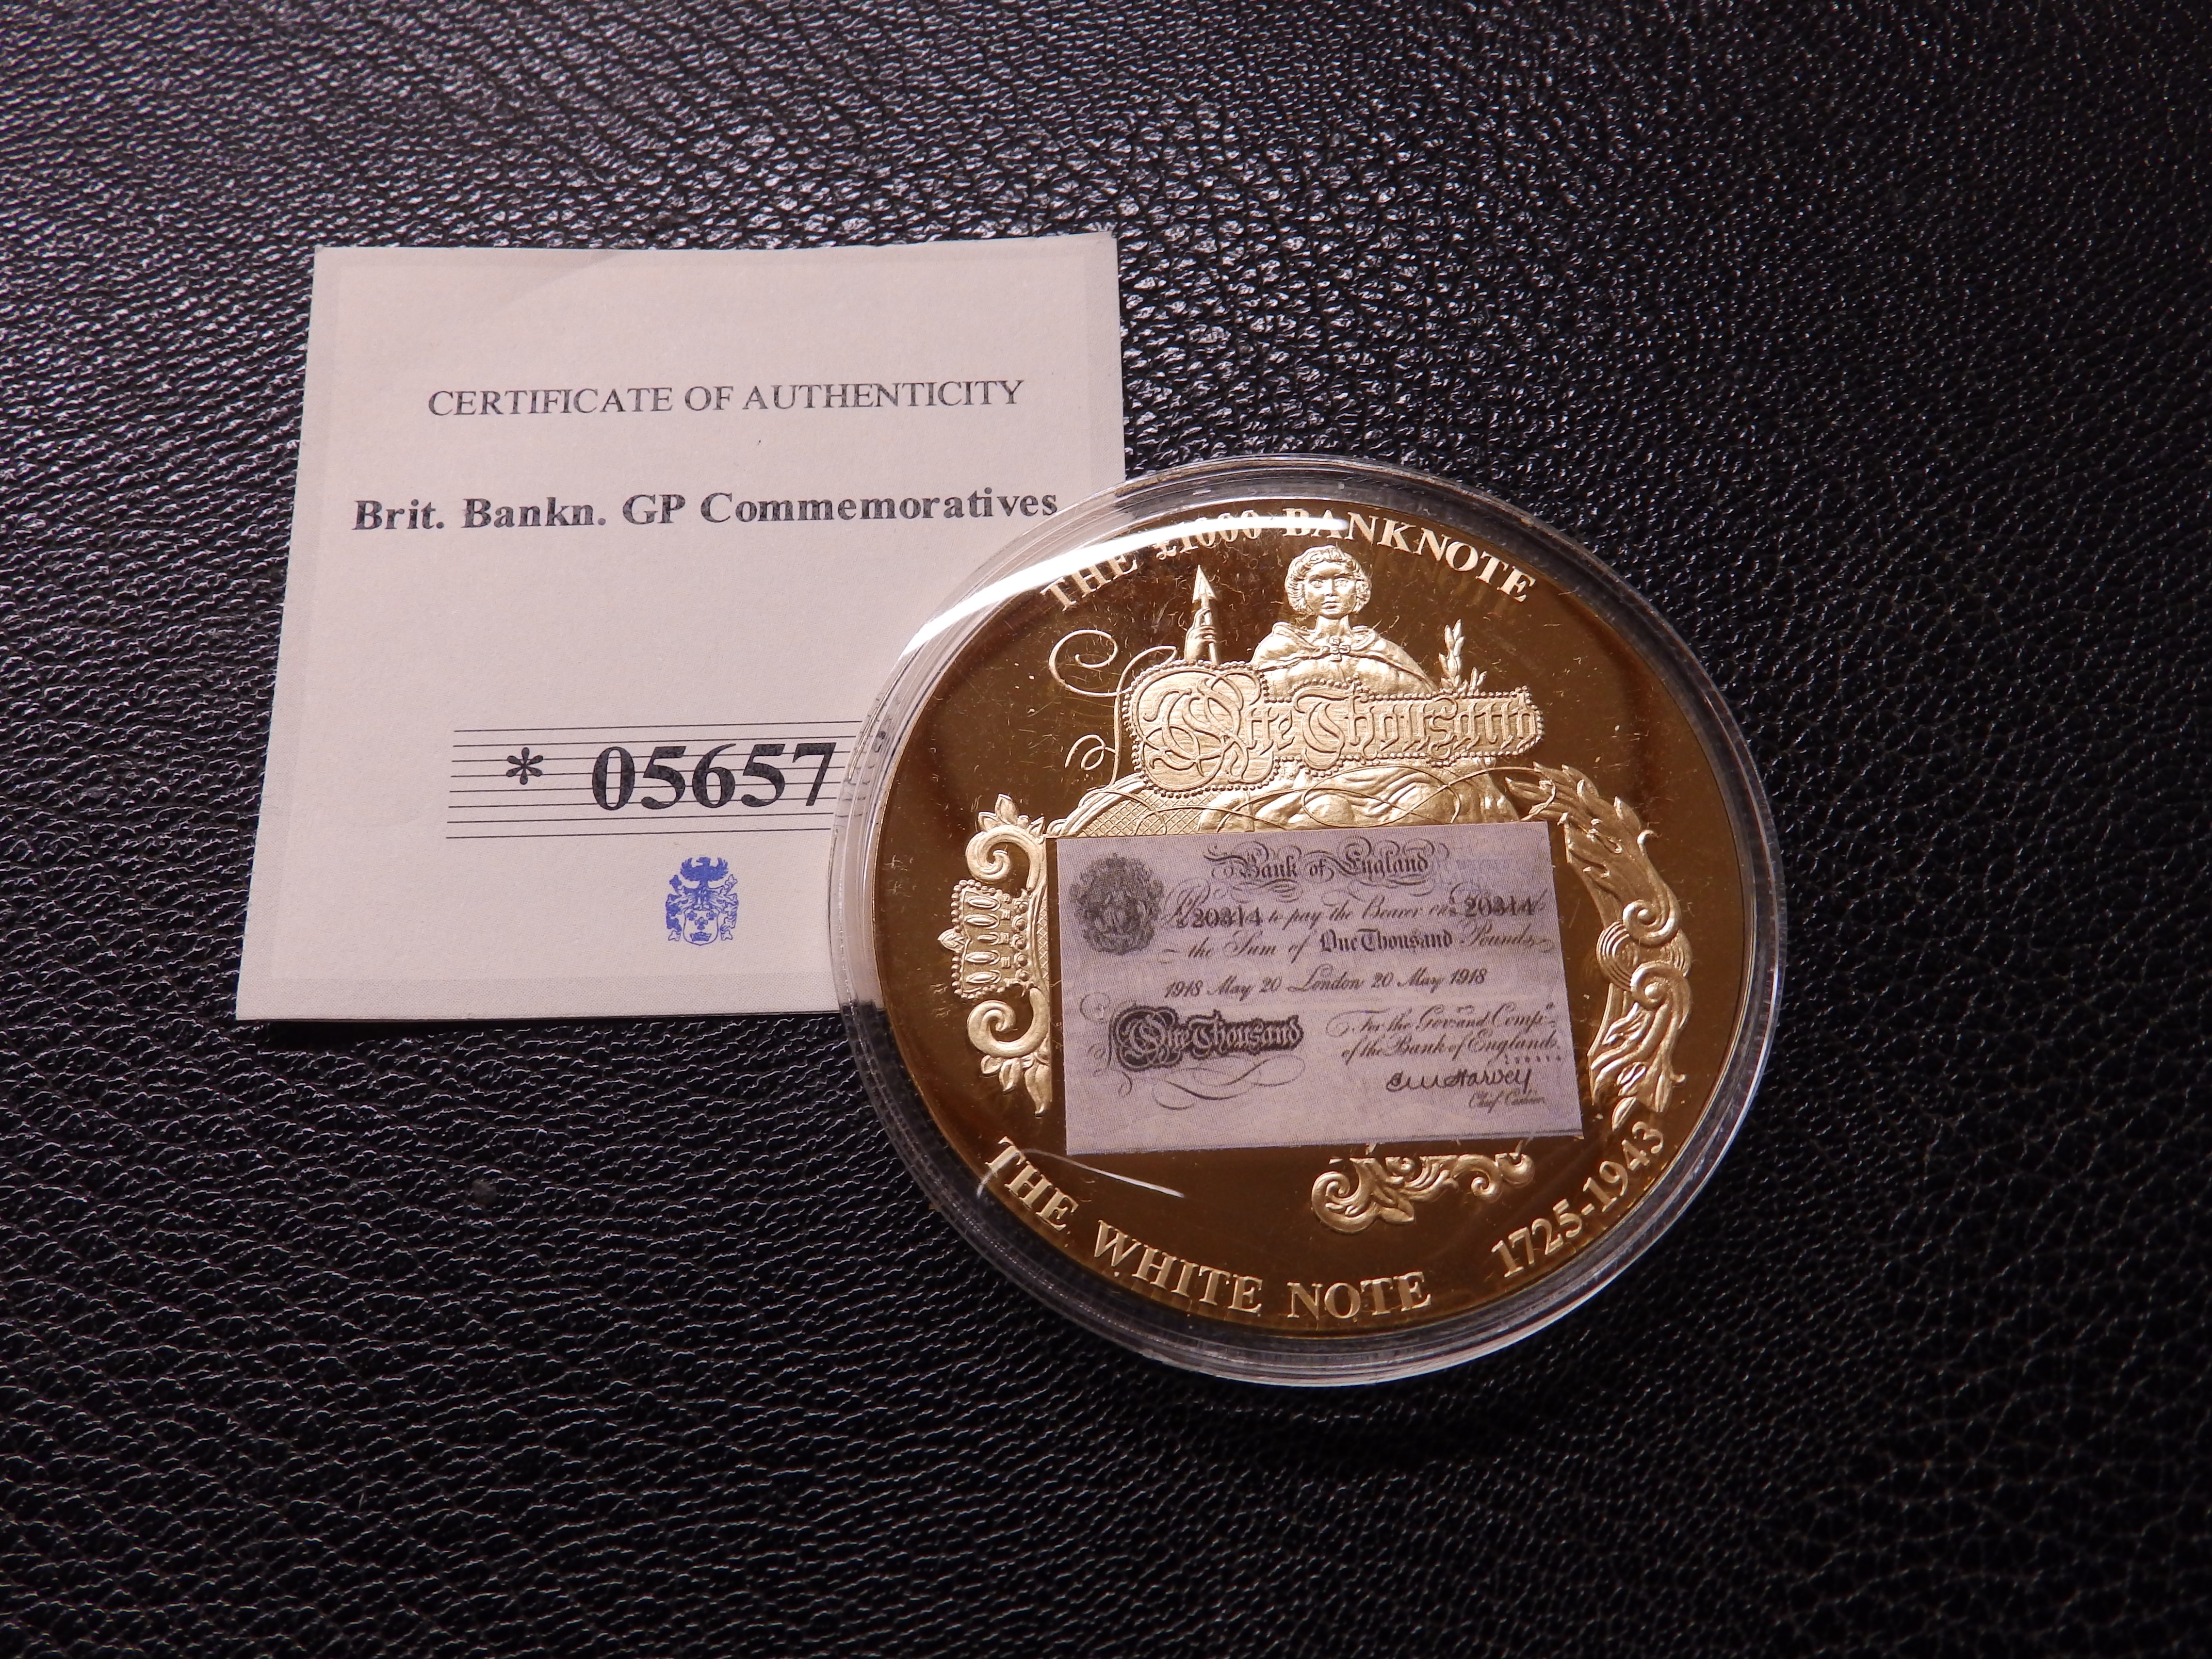 CERTIFICATE OF AUTHENTICITY
Brit. Bankn. GP Commemoratives
* 05657
THE £1000 BANKNOTE
One Thousand
Bank of England
20314 to pay the Bearer on 20314
the Sum of One Thousand Pounds
1918 May 20 London 20 May 1918
One Thousand
For the Gov. and Comp.
of the Bank of England.
Chief Cashier
THE WHITE NOTE 1725-1943